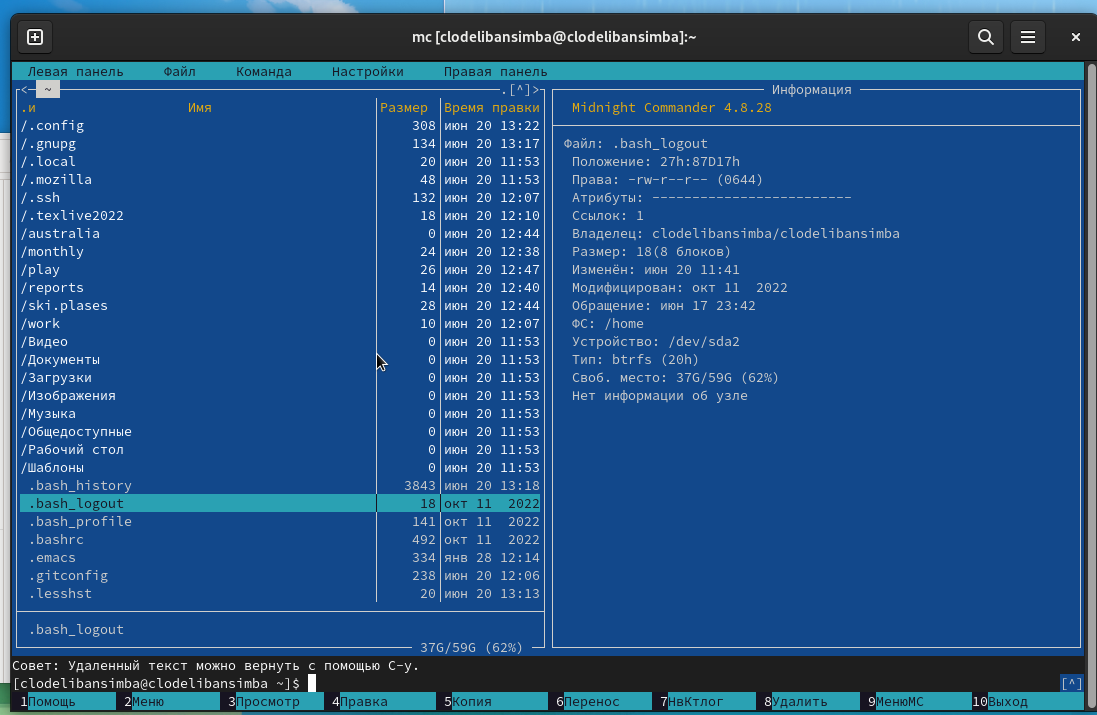 mc [clodelibansimba@clodelibansimba]:~
Левая панель Файл Команда Настройки Правая панель
<— ~ .[^]>
.и Имя Размер Время правки
/.config 308 июн 20 13:22
/.gnupg 134 июн 20 13:17
/.local 20 июн 20 11:53
/.mozilla 48 июн 20 11:53
/.ssh 132 июн 20 12:07
/.texlive2022 18 июн 20 12:10
/australia 0 июн 20 12:44
/monthly 24 июн 20 12:38
/play 26 июн 20 12:47
/reports 14 июн 20 12:40
/ski.plases 28 июн 20 12:44
/work 10 июн 20 12:07
/Видео 0 июн 20 11:53
/Документы 0 июн 20 11:53
/Загрузки 0 июн 20 11:53
/Изображения 0 июн 20 11:53
/Музыка 0 июн 20 11:53
/Общедоступные 0 июн 20 11:53
/Рабочий стол 0 июн 20 11:53
/Шаблоны 0 июн 20 11:53
.bash_history 3843 июн 20 13:18
.bash_logout 18 окт 11 2022
.bash_profile 141 окт 11 2022
.bashrc 492 окт 11 2022
.emacs 334 янв 28 12:14
.gitconfig 238 июн 20 12:06
.lesshst 20 июн 20 13:13
.bash_logout
37G/59G (62%)
Информация
Midnight Commander 4.8.28
Файл: .bash_logout
Положение: 27h:87D17h
Права: -rw-r--r-- (0644)
Атрибуты: -------------------------
Ссылок: 1
Владелец: clodelibansimba/clodelibansimba
Размер: 18(8 блоков)
Изменён: июн 20 11:41
Модифицирован: окт 11 2022
Обращение: июн 17 23:42
ФС: /home
Устройство: /dev/sda2
Тип: btrfs (20h)
Своб. место: 37G/59G (62%)
Нет информации об узле
Совет: Удаленный текст можно вернуть с помощью C-y.
[clodelibansimba@clodelibansimba ~]$ [^]
1Помощь 2Меню 3Просмотр 4Правка 5Копия 6Перенос 7НвКтлог 8Удалить 9МенюMC 10Выход